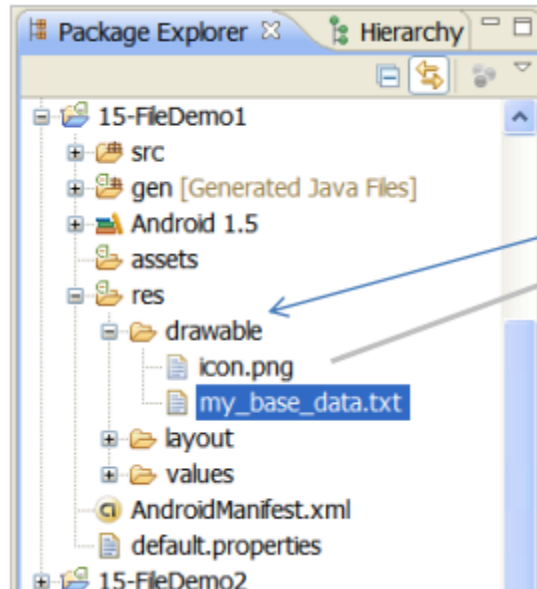 Package Explorer Hierarchy
15-FileDemo1
src
gen [Generated Java Files]
Android 1.5
assets
res
drawable
icon.png
my_base_data.txt
layout
values
AndroidManifest.xml
default.properties
15-FileDemo2